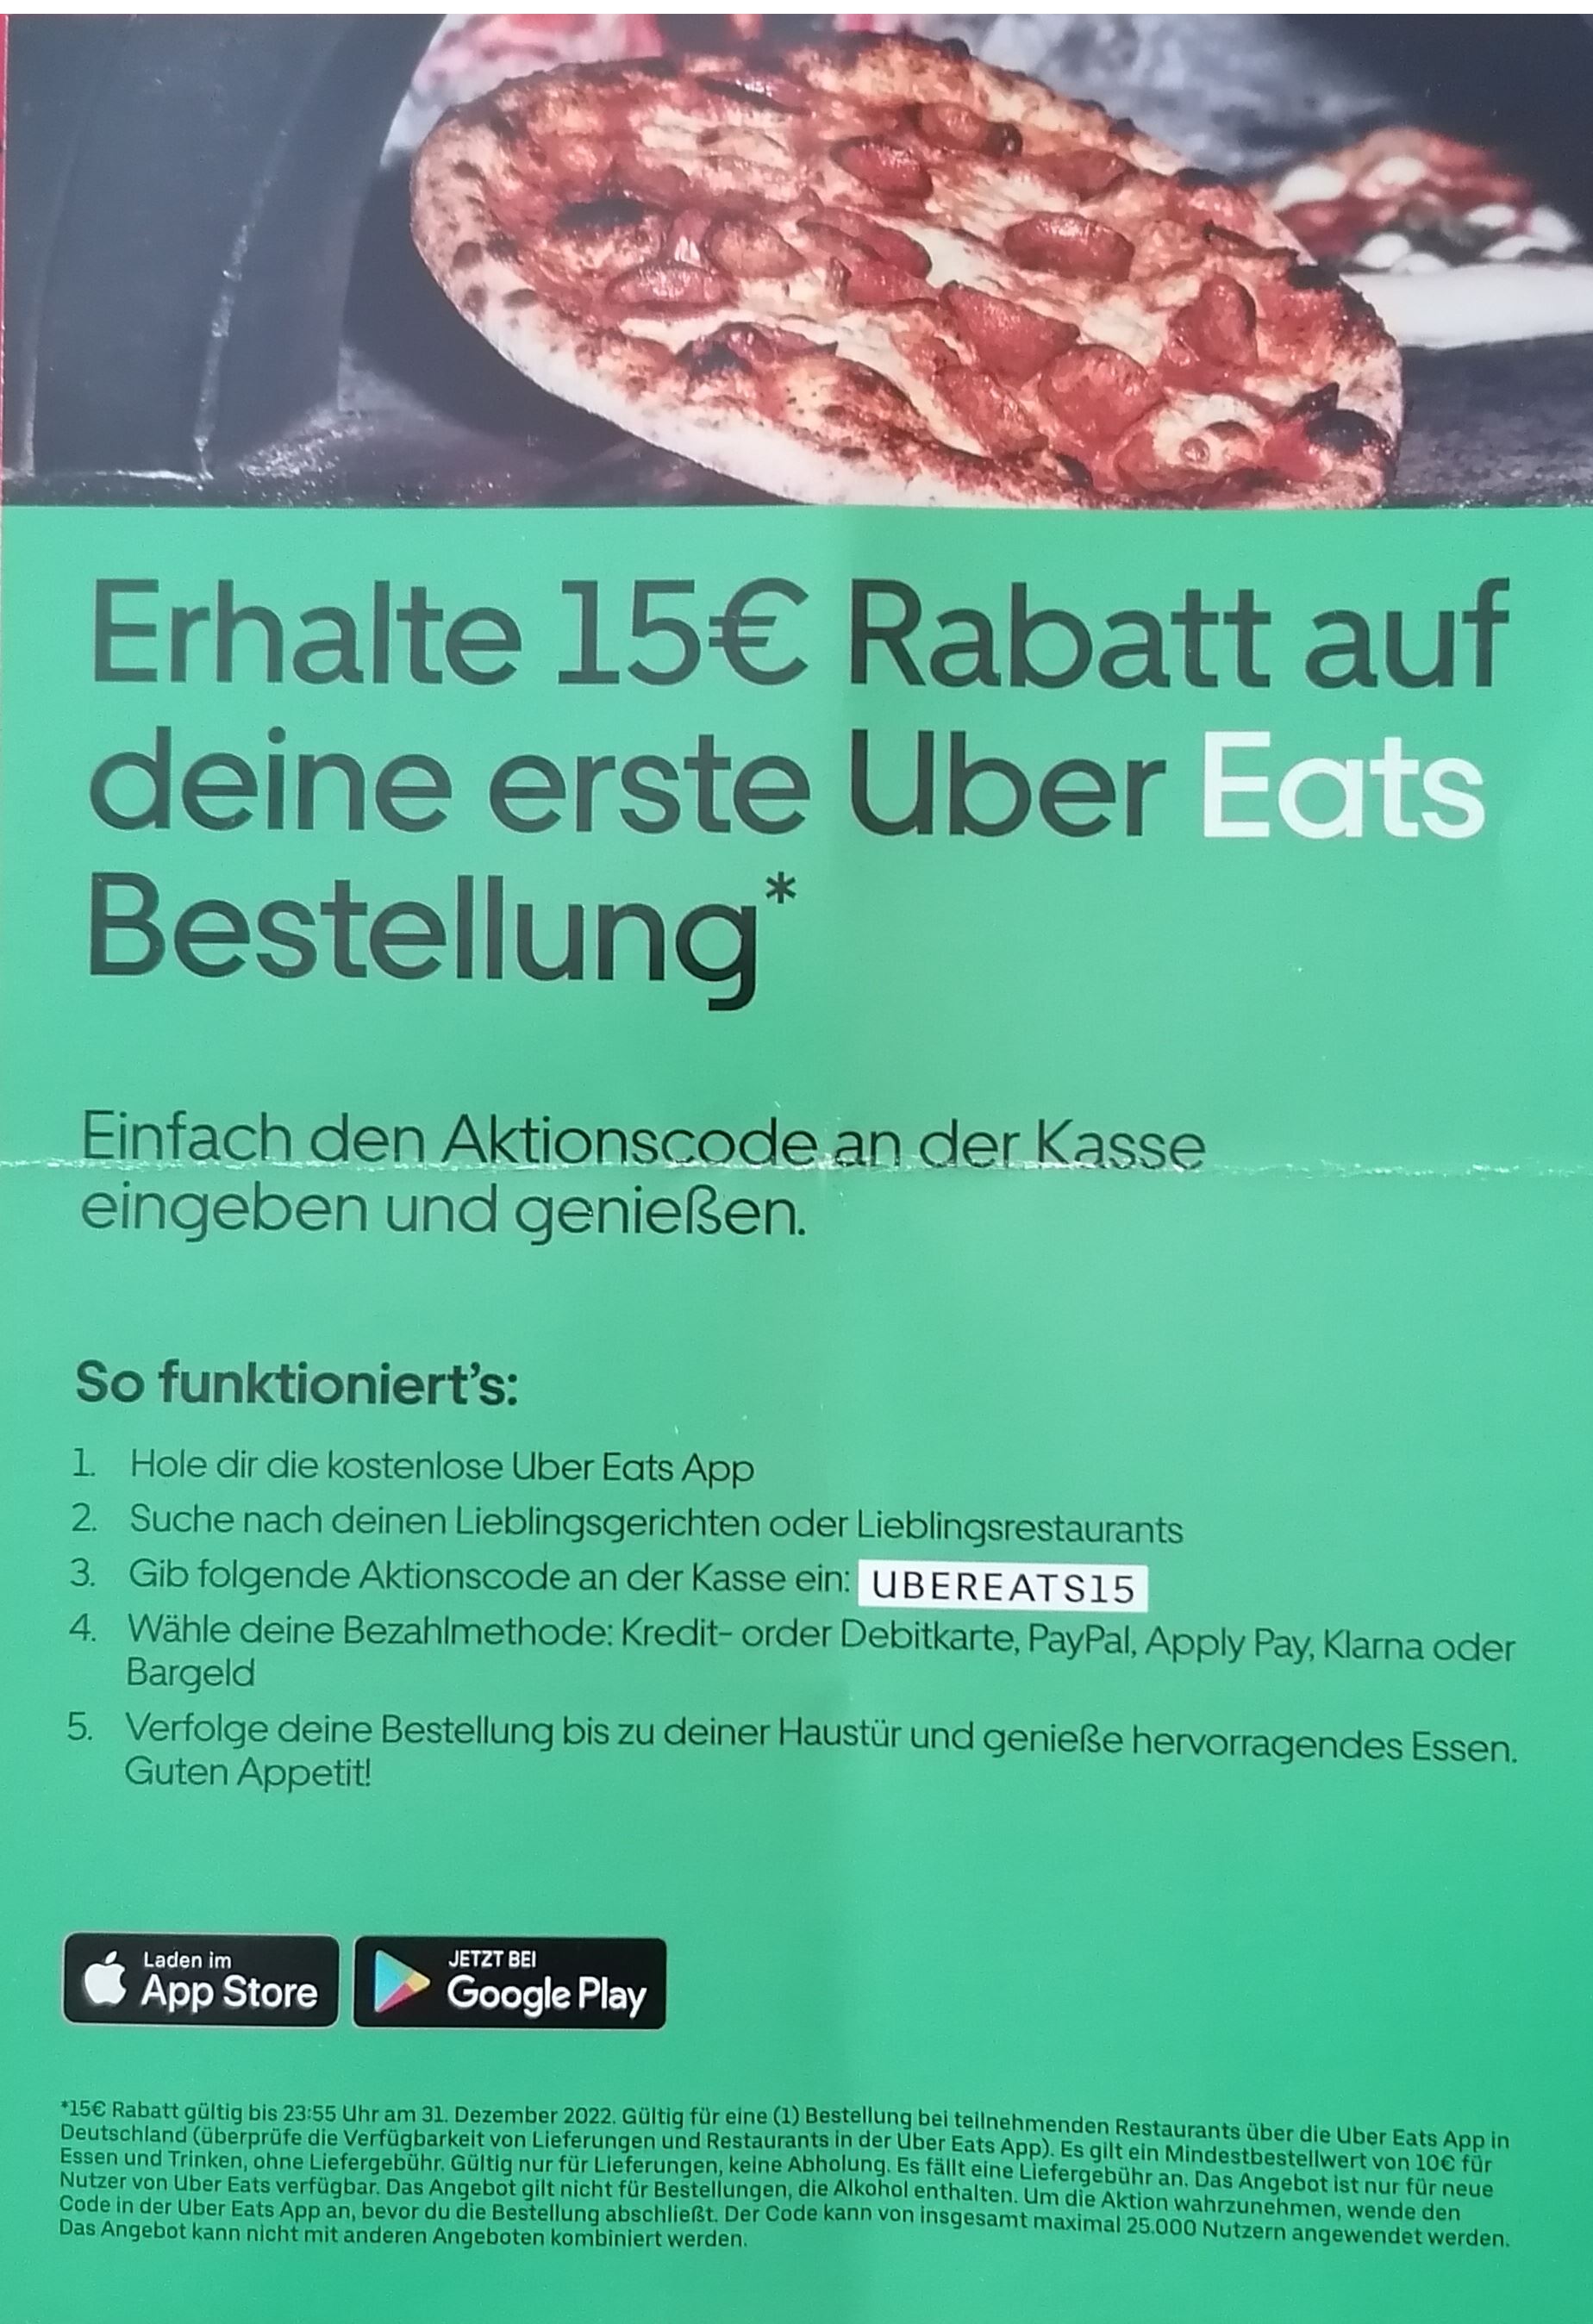 Erhalte 15€ Rabatt auf
deine erste Uber Eats
Bestellung*
Einfach den Aktionscode an der Kasse
eingeben und genießen.
So funktioniert's:
1. Hole dir die kostenlose Uber Eats App
2. Suche nach deinen Lieblingsgerichten oder Lieblingsrestaurants
3. Gib folgende Aktionscode an der Kasse ein: UBEREATS15
4. Wähle deine Bezahlmethode: Kredit- order Debitkarte, PayPal, Apply Pay, Klarna oder
Bargeld
5. Verfolge deine Bestellung bis zu deiner Haustür und genieße hervorragendes Essen.
Guten Appetit!
Laden im
App Store
JETZT BEI
Google Play
*15€ Rabatt gültig bis 23:55 Uhr am 31. Dezember 2022. Gültig für eine (1) Bestellung bei teilnehmenden Restaurants über die Uber Eats App in
Deutschland (überprüfe die Verfügbarkeit von Lieferungen und Restaurants in der Uber Eats App). Es gilt ein Mindestbestellwert von 10€ für
Essen und Trinken, ohne Liefergebühr. Gültig nur für Lieferungen, keine Abholung. Es fällt eine Liefergebühr an. Das Angebot ist nur für neue
Nutzer von Uber Eats verfügbar. Das Angebot gilt nicht für Bestellungen, die Alkohol enthalten. Um die Aktion wahrzunehmen, wende den
Code in der Uber Eats App an, bevor du die Bestellung abschließt. Der Code kann von insgesamt maximal 25.000 Nutzern angewendet werden.
Das Angebot kann nicht mit anderen Angeboten kombiniert werden.